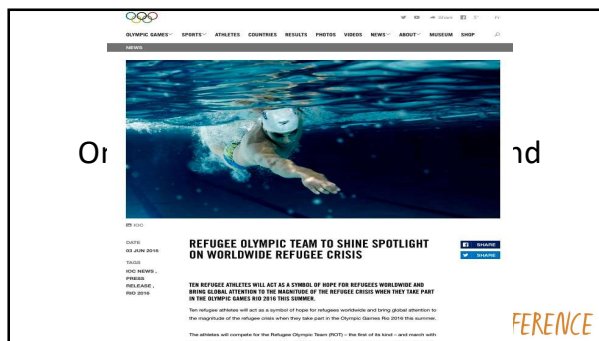 Share
OLYMPIC GAMES SPORTS ATHLETES COUNTRIES RESULTS PHOTOS VIDEOS NEWS ABOUT MUSEUM SHOP
NEWS
IOC
DATE
03 JUN 2016
TAGS
IOC NEWS ,
PRESS
RELEASE ,
RIO 2016
REFUGEE OLYMPIC TEAM TO SHINE SPOTLIGHT
ON WORLDWIDE REFUGEE CRISIS
SHARE
SHARE
TEN REFUGEE ATHLETES WILL ACT AS A SYMBOL OF HOPE FOR REFUGEES WORLDWIDE AND
BRING GLOBAL ATTENTION TO THE MAGNITUDE OF THE REFUGEE CRISIS WHEN THEY TAKE PART
IN THE OLYMPIC GAMES RIO 2016 THIS SUMMER.
Ten refugee athletes will act as a symbol of hope for refugees worldwide and bring global attention to
the magnitude of the refugee crisis when they take part in the Olympic Games Rio 2016 this summer.
The athletes will compete for the Refugee Olympic Team (ROT) – the first of its kind – and march with
FERENCE